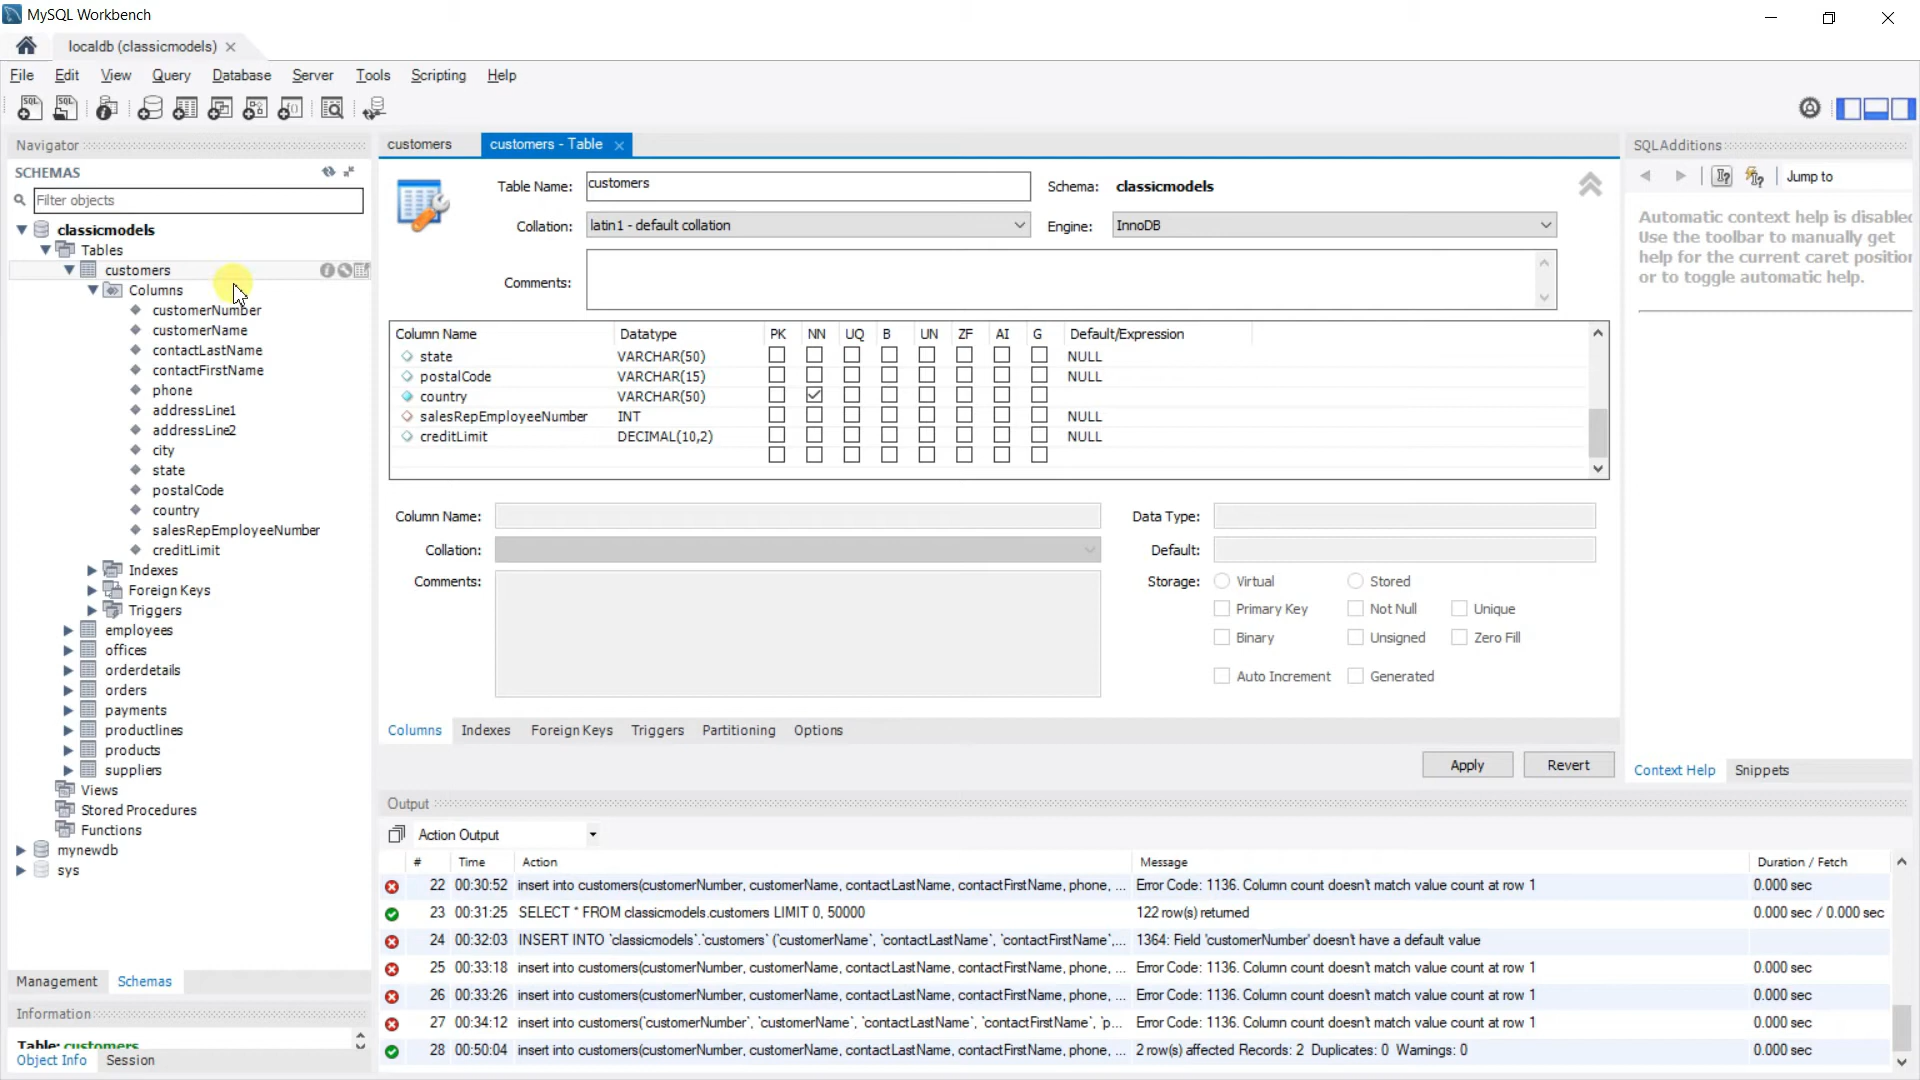 MySQL Workbench
localdb (classicmodels)
File Edit View Query Database Server Tools Scripting Help
Navigator
SCHEMAS
Filter objects
classicmodels
Tables
customers
Columns
customerNumber
customerName
contactLastName
contactFirstName
phone
addressLine1
addressLine2
city
state
postalCode
country
salesRepEmployeeNumber
creditLimit
Indexes
Foreign Keys
Triggers
employees
offices
orderdetails
orders
payments
productlines
products
suppliers
Views
Stored Procedures
Functions
mynewdb
sys
Management Schemas
Information
Table: customers
Object Info Session
customers customers - Table
Table Name: customers Schema: classicmodels
Collation: latin1 - default collation Engine: InnoDB
Comments:
Column Name Datatype PK NN UQ B UN ZF AI G Default/Expression
state VARCHAR(50) NULL
postalCode VARCHAR(15) NULL
country VARCHAR(50)
salesRepEmployeeNumber INT NULL
creditLimit DECIMAL(10,2) NULL
Column Name: Data Type:
Collation: Default:
Comments: Storage: Virtual Stored
Primary Key Not Null Unique
Binary Unsigned Zero Fill
Auto Increment Generated
Columns Indexes Foreign Keys Triggers Partitioning Options
Apply Revert
SQLAdditions
Jump to
Automatic context help is disabled
Use the toolbar to manually get
help for the current caret position
or to toggle automatic help.
Context Help Snippets
Output
Action Output
# Time Action Message Duration / Fetch
22 00:30:52 insert into customers(customerNumber, customerName, contactLastName, contactFirstName, phone, ... Error Code: 1136. Column count doesn't match value count at row 1 0.000 sec
23 00:31:25 SELECT * FROM classicmodels.customers LIMIT 0, 50000 122 row(s) returned 0.000 sec / 0.000 sec
24 00:32:03 INSERT INTO `classicmodels`.`customers` (`customerName`, `contactLastName`, `contactFirstName`,... 1364: Field 'customerNumber' doesn't have a default value
25 00:33:18 insert into customers(customerNumber, customerName, contactLastName, contactFirstName, phone, ... Error Code: 1136. Column count doesn't match value count at row 1 0.000 sec
26 00:33:26 insert into customers(customerNumber, customerName, contactLastName, contactFirstName, phone, ... Error Code: 1136. Column count doesn't match value count at row 1 0.000 sec
27 00:34:12 insert into customers(`customerNumber`, `customerName`, `contactLastName`, `contactFirstName`, `p... Error Code: 1136. Column count doesn't match value count at row 1 0.000 sec
28 00:50:04 insert into customers(customerNumber, customerName, contactLastName, contactFirstName, phone, ... 2 row(s) affected Records: 2 Duplicates: 0 Warnings: 0 0.000 sec